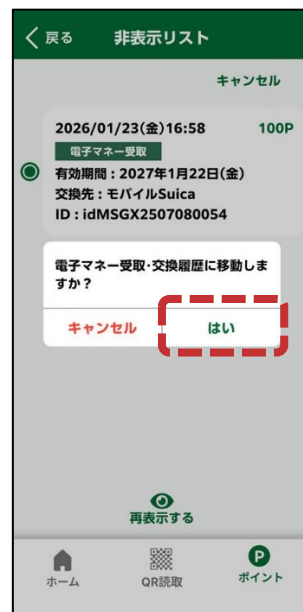 戻る 非表示リスト
キャンセル
2026/01/23(金)16:58 100P
電子マネー受取
有効期間：2027年1月22日(金)
交換先：モバイルSuica
ID：idMSGX2507080054
電子マネー受取･交換履歴に移動しま
すか？
キャンセル はい
再表示する
P
ホーム QR読取 ポイント